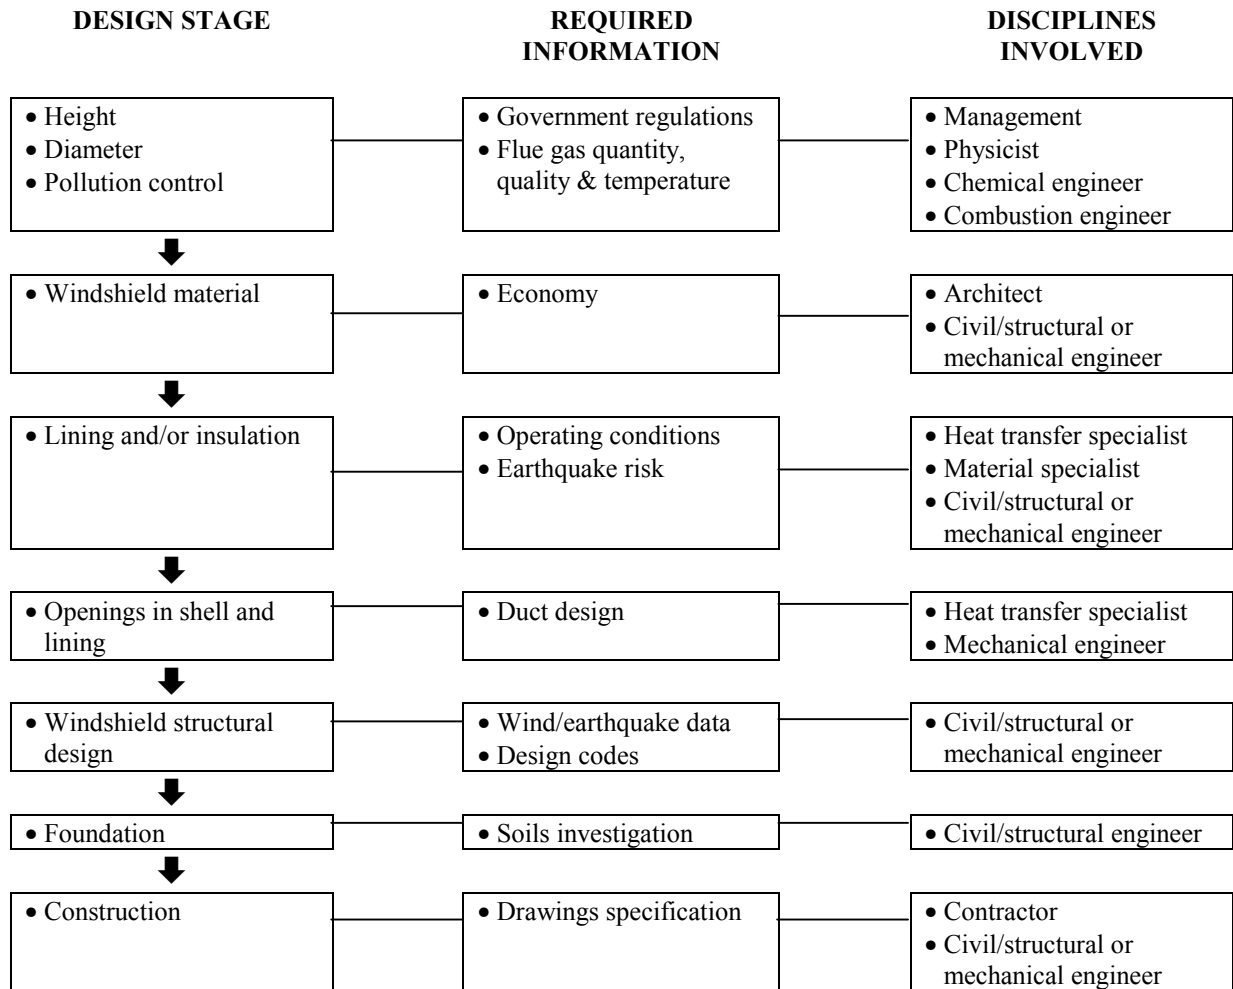 DESIGN STAGE
REQUIRED
INFORMATION
DISCIPLINES
INVOLVED
• Height
• Diameter
• Pollution control
• Government regulations
• Flue gas quantity,
quality & temperature
• Management
• Physicist
• Chemical engineer
• Combustion engineer
• Windshield material
• Economy
• Architect
• Civil/structural or
mechanical engineer
• Lining and/or insulation
• Operating conditions
• Earthquake risk
• Heat transfer specialist
• Material specialist
• Civil/structural or
mechanical engineer
• Openings in shell and
lining
• Duct design
• Heat transfer specialist
• Mechanical engineer
• Windshield structural
design
• Wind/earthquake data
• Design codes
• Civil/structural or
mechanical engineer
• Foundation
• Soils investigation
• Civil/structural engineer
• Construction
• Drawings specification
• Contractor
• Civil/structural or
mechanical engineer